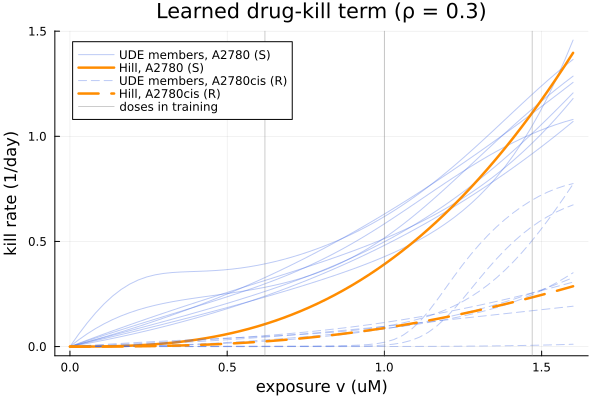 Learned drug-kill term (ρ = 0.3)
UDE members, A2780 (S)
Hill, A2780 (S)
UDE members, A2780cis (R)
Hill, A2780cis (R)
doses in training
kill rate (1/day)
1.5
1.0
0.5
0.0
0.0
0.5
1.0
1.5
exposure v (uM)